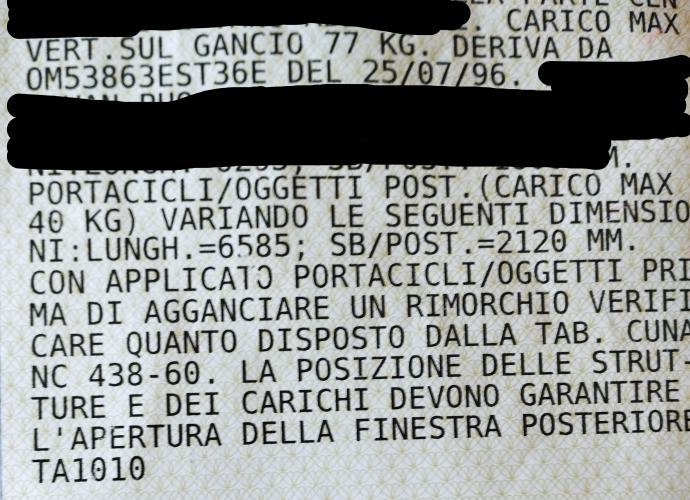 CARICO MAX
VERT.SUL GANCIO 77 KG. DERIVA DA
OM53863EST36E DEL 25/07/96.
M.
PORTACICLI/OGGETTI POST.(CARICO MAX
40 KG) VARIANDO LE SEGUENTI DIMENSIO
NI:LUNGH.=6585; SB/POST.=2120 MM.
CON APPLICATO PORTACICLI/OGGETTI PRI
MA DI AGGANCIARE UN RIMORCHIO VERIFI
CARE QUANTO DISPOSTO DALLA TAB. CUNA
NC 438-60. LA POSIZIONE DELLE STRUT-
TURE E DEI CARICHI DEVONO GARANTIRE
L'APERTURA DELLA FINESTRA POSTERIORE
TA1010